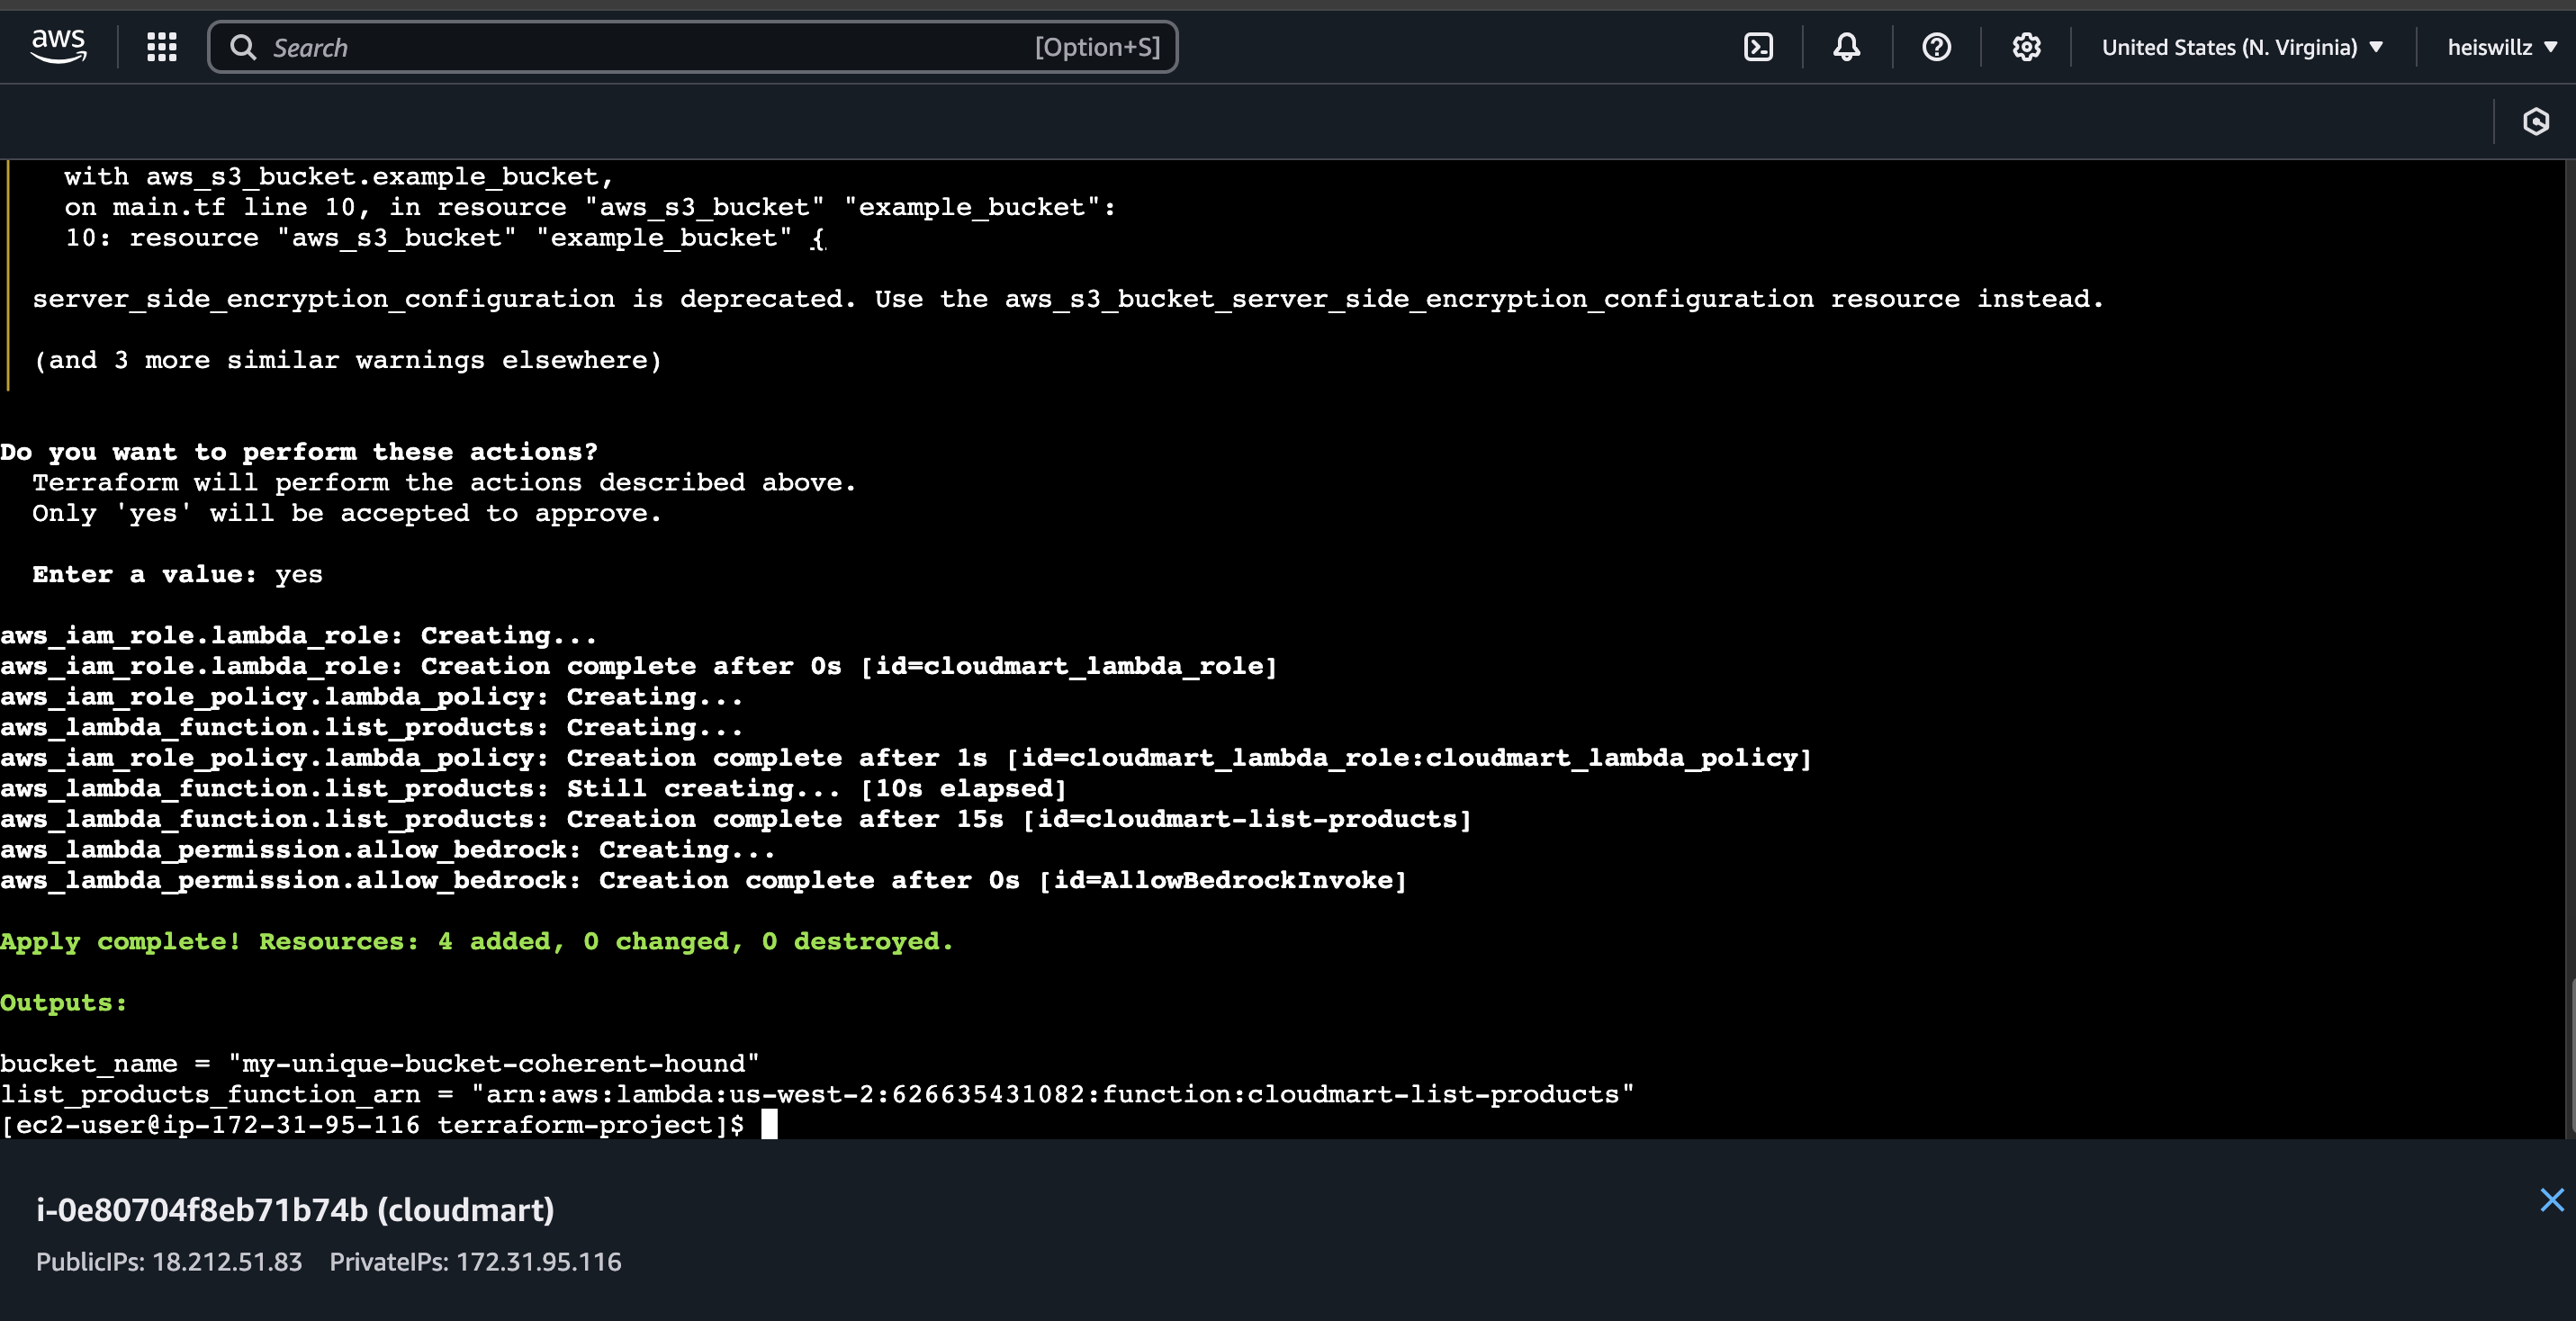 aws
Search [Option+S] United States (N. Virginia) heiswillz
with aws_s3_bucket.example_bucket,
on main.tf line 10, in resource "aws_s3_bucket" "example_bucket":
10: resource "aws_s3_bucket" "example_bucket" {
server_side_encryption_configuration is deprecated. Use the aws_s3_bucket_server_side_encryption_configuration resource instead.
(and 3 more similar warnings elsewhere)
Do you want to perform these actions?
Terraform will perform the actions described above.
Only 'yes' will be accepted to approve.
Enter a value: yes
aws_iam_role.lambda_role: Creating...
aws_iam_role.lambda_role: Creation complete after 0s [id=cloudmart_lambda_role]
aws_iam_role_policy.lambda_policy: Creating...
aws_lambda_function.list_products: Creating...
aws_iam_role_policy.lambda_policy: Creation complete after 1s [id=cloudmart_lambda_role:cloudmart_lambda_policy]
aws_lambda_function.list_products: Still creating... [10s elapsed]
aws_lambda_function.list_products: Creation complete after 15s [id=cloudmart-list-products]
aws_lambda_permission.allow_bedrock: Creating...
aws_lambda_permission.allow_bedrock: Creation complete after 0s [id=AllowBedrockInvoke]
Apply complete! Resources: 4 added, 0 changed, 0 destroyed.
Outputs:
bucket_name = "my-unique-bucket-coherent-hound"
list_products_function_arn = "arn:aws:lambda:us-west-2:626635431082:function:cloudmart-list-products"
[ec2-user@ip-172-31-95-116 terraform-project]$
i-0e80704f8eb71b74b (cloudmart)
PublicIPs: 18.212.51.83 PrivateIPs: 172.31.95.116